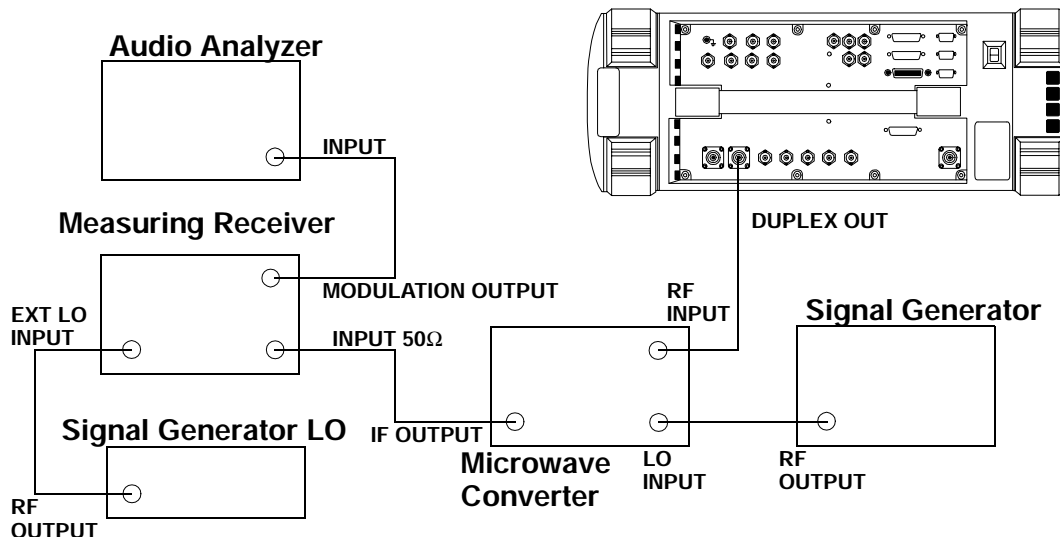 Audio Analyzer
INPUT
Measuring Receiver
MODULATION OUTPUT
EXT LO
INPUT
INPUT 50Ω
Signal Generator LO
RF
OUTPUT
IF OUTPUT
Microwave
Converter
DUPLEX OUT
RF
INPUT
LO
INPUT
Signal Generator
RF
OUTPUT